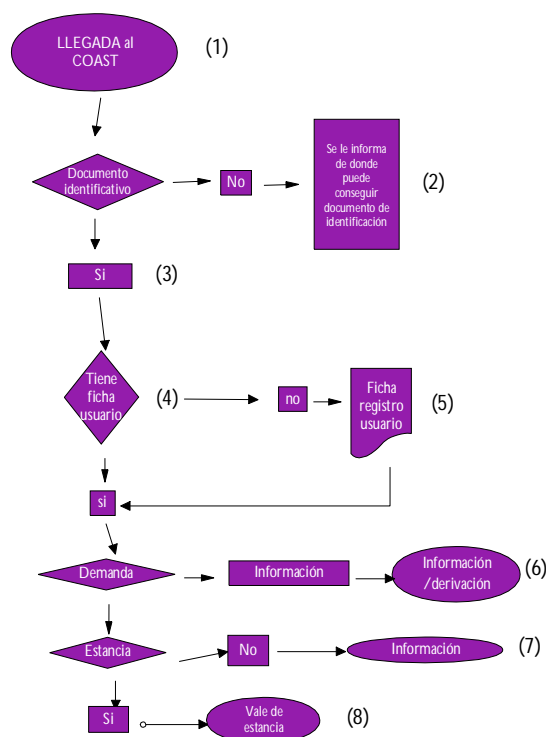 LLEGADA al
COAST
(1)
Documento
identificativo
No
Se le informa
de donde
puede
conseguir
documento de
identificación
(2)
Si
(3)
Tiene
ficha
usuario
(4)
no
Ficha
registro
usuario
(5)
si
Demanda
Información
Información
/derivación
(6)
Estancia
No
Información
(7)
Si
Vale de
estancia
(8)